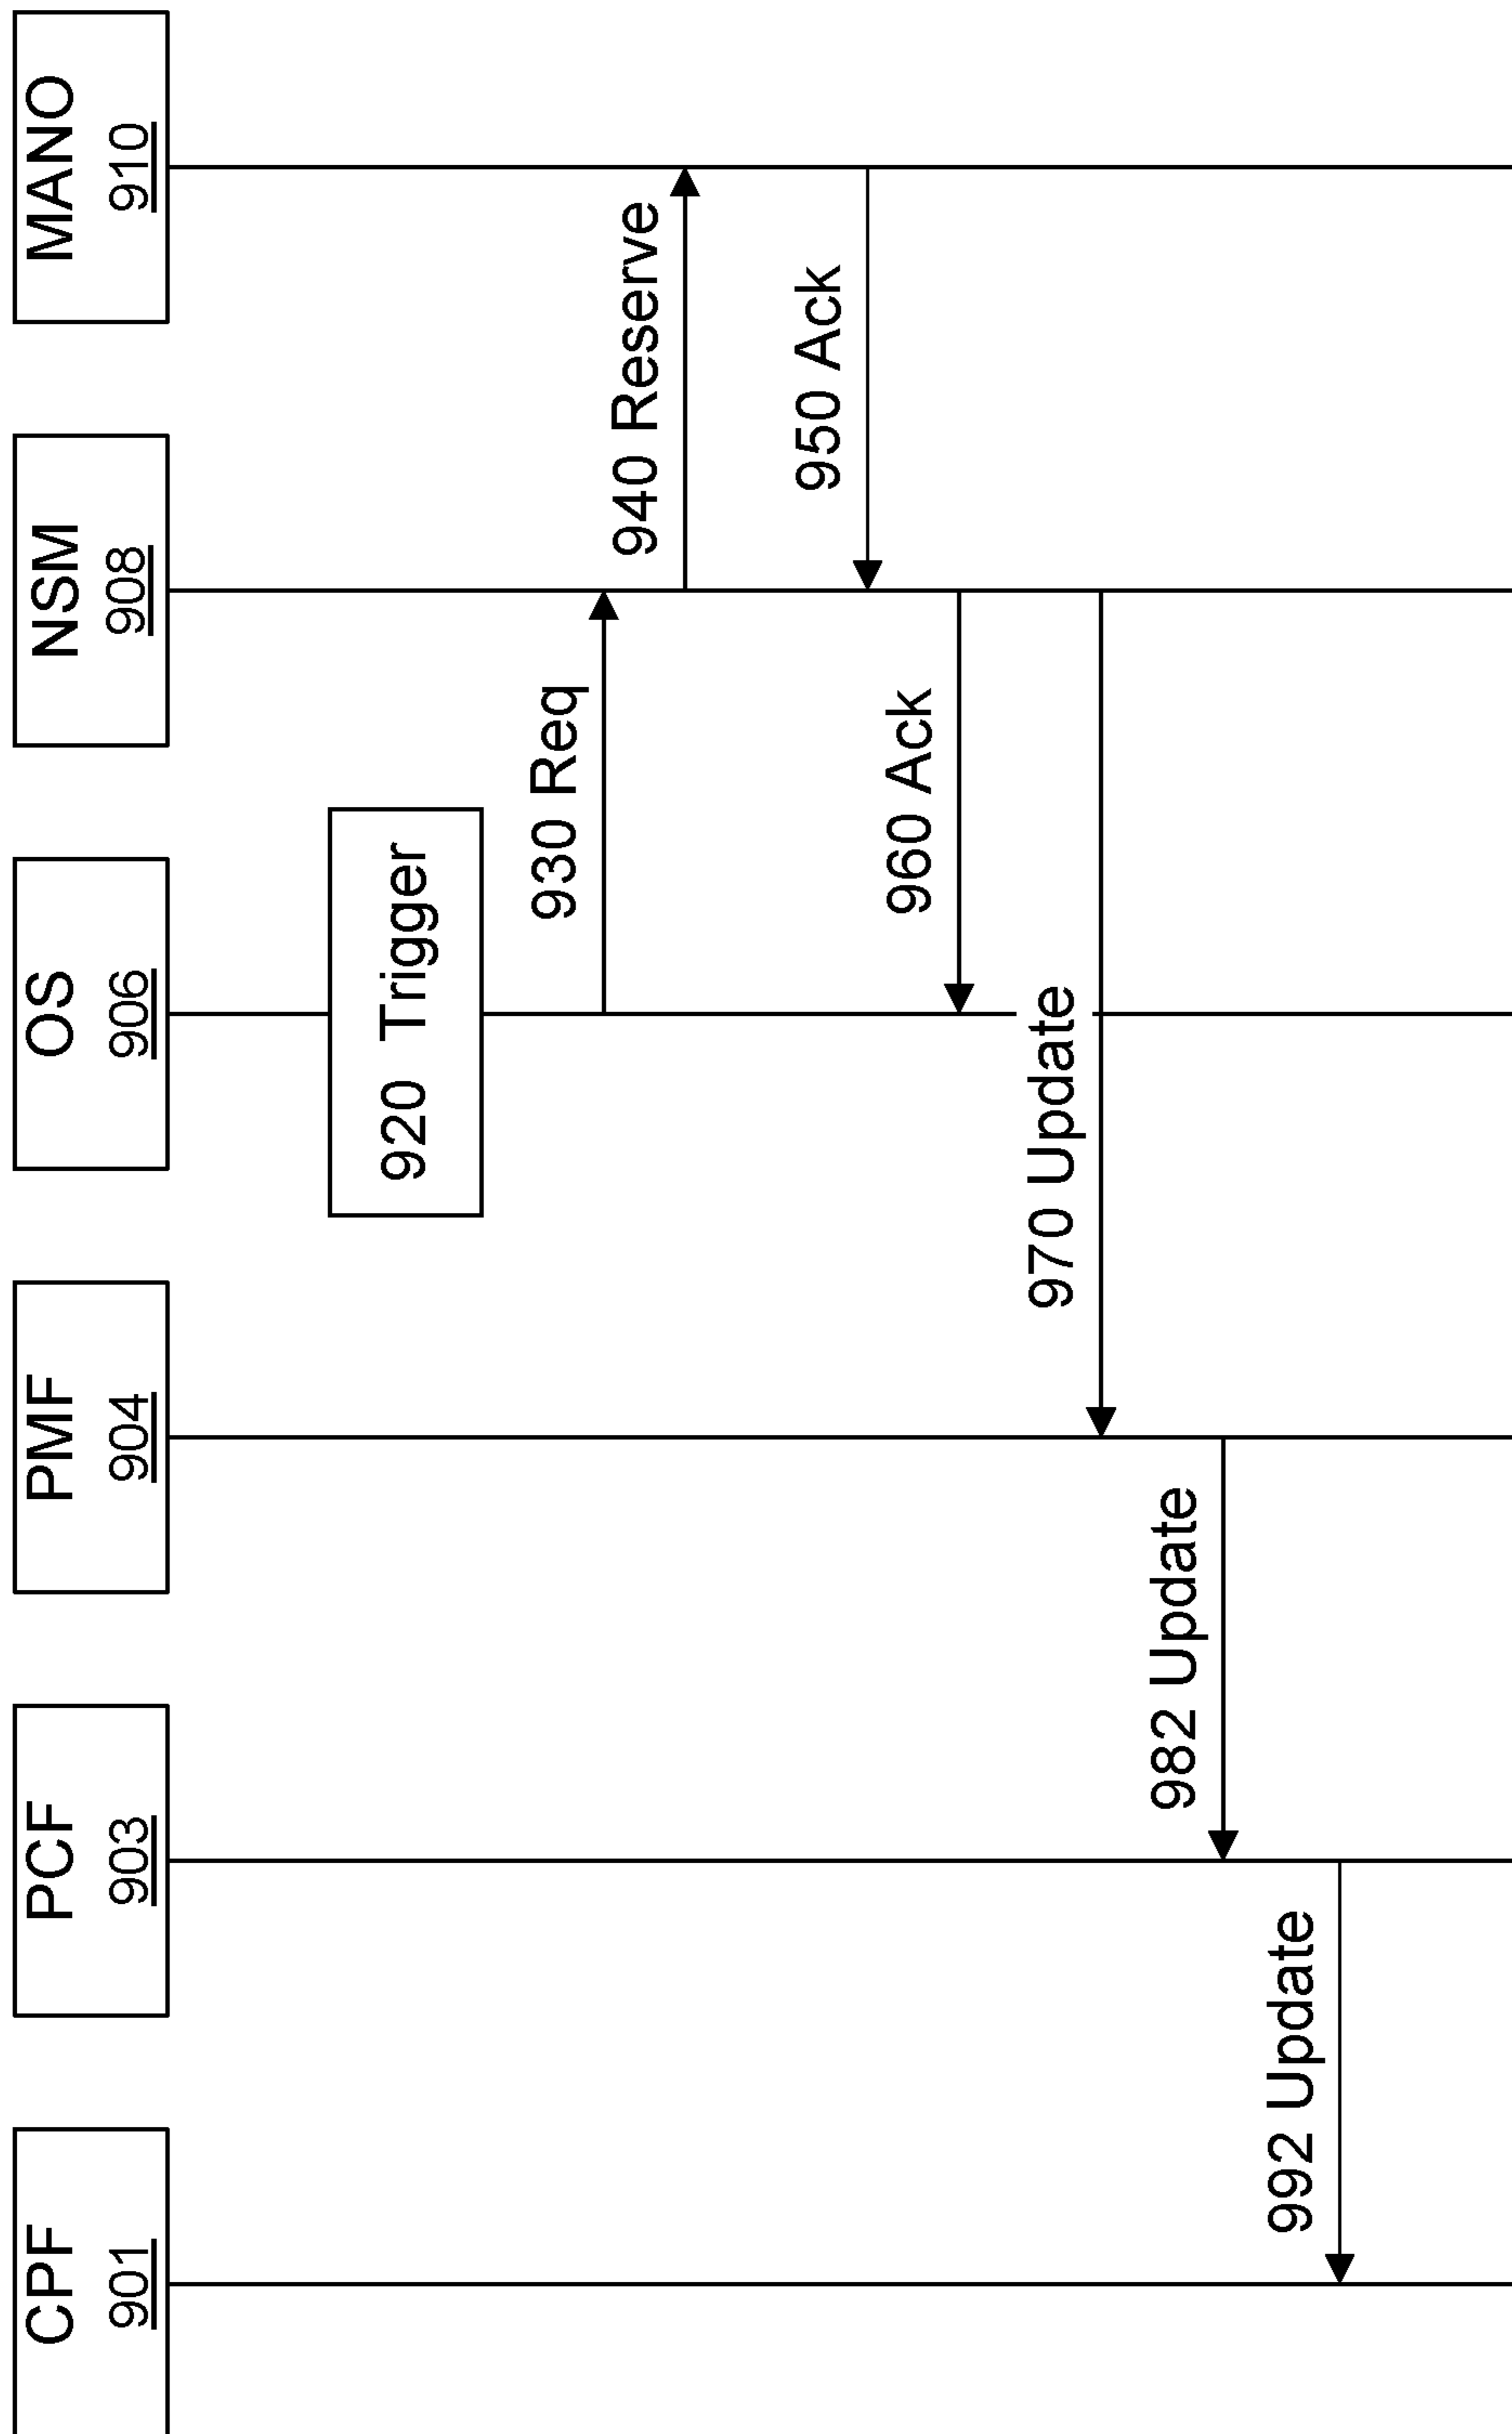 CPF
901
PCF
903
PMF
904
OS
906
NSM
908
MANO
910
920 Trigger
930 Req
940 Reserve
950 Ack
960 Ack
970 Update
982 Update
992 Update